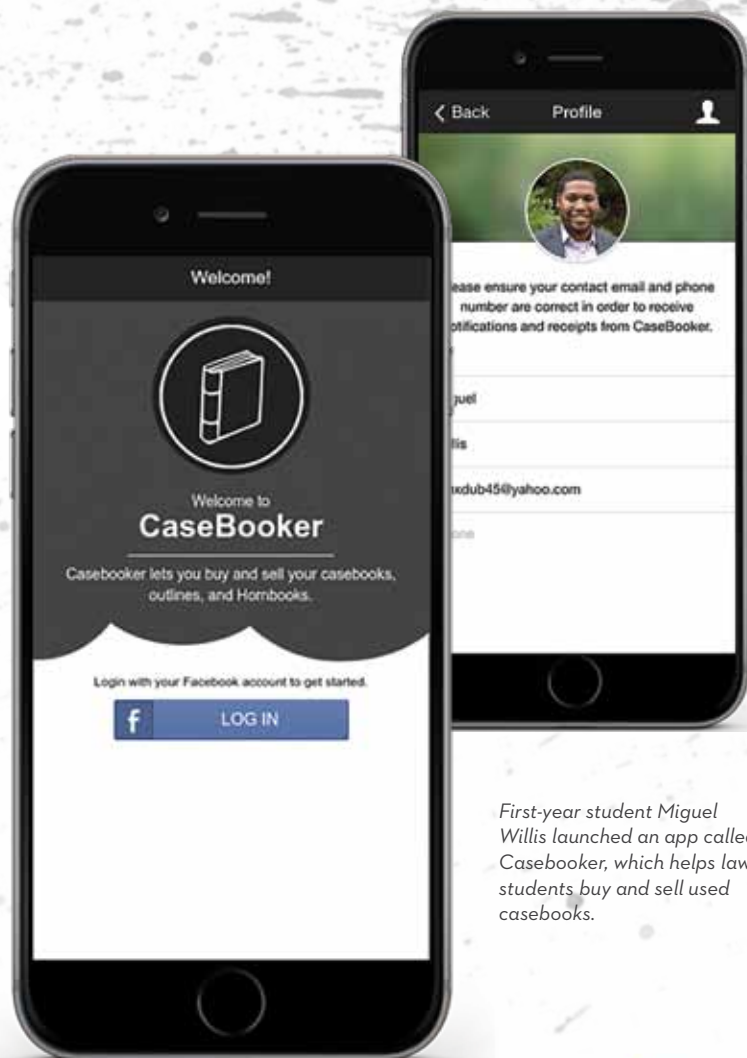 Welcome!
Welcome to
CaseBooker
Casebooker lets you buy and sell your casebooks,
outlines, and Hornbooks.
Login with your Facebook account to get started.
f LOG IN
Back Profile
ease ensure your contact email and phone
number are correct in order to receive
otifications and receipts from CaseBooker.
guel
lis
xdub45@yahoo.com
one
First-year student Miguel
Willis launched an app called
Casebooker, which helps law
students buy and sell used
casebooks.